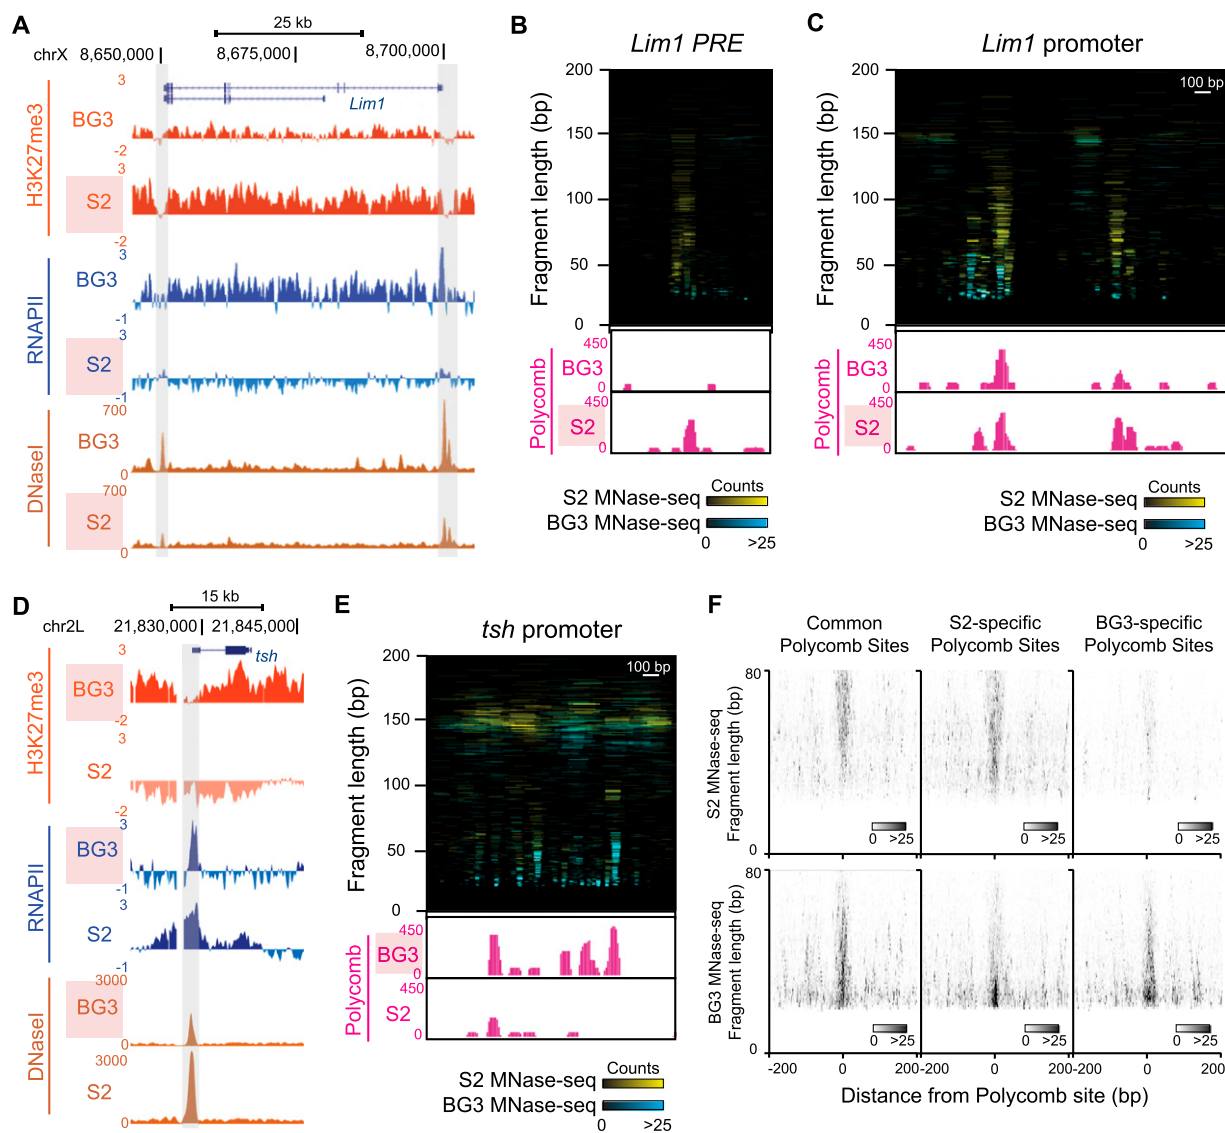 A
25 kb
chrX 8,650,000 8,675,000 8,700,000
Lim1
H3K27me3
3
BG3
-2
3
S2
-2
RNAPII
3
BG3
-1
3
S2
-1
DNaseI
700
BG3
0
700
S2
0
B
Lim1 PRE
Fragment length (bp)
200
150
100
50
0
Polycomb
450
BG3
0
450
S2
0
Counts
S2 MNase-seq
BG3 MNase-seq
0 >25
C
Lim1 promoter
100 bp
Fragment length (bp)
200
150
100
50
0
Polycomb
450
BG3
0
450
S2
0
Counts
S2 MNase-seq
BG3 MNase-seq
0 >25
D
15 kb
chr2L 21,830,000 21,845,000
tsh
H3K27me3
3
BG3
-2
3
S2
-2
RNAPII
3
BG3
-1
3
S2
-1
DNaseI
3000
BG3
0
3000
S2
0
E
tsh promoter
100 bp
Fragment length (bp)
200
150
100
50
0
Polycomb
450
BG3
0
450
S2
0
Counts
S2 MNase-seq
BG3 MNase-seq
0 >25
F
Common
Polycomb Sites
S2-specific
Polycomb Sites
BG3-specific
Polycomb Sites
S2 MNase-seq
Fragment length (bp)
80
0
0 >25
0 >25
0 >25
BG3 MNase-seq
Fragment length (bp)
80
0
0 >25
0 >25
0 >25
-200 0 200 -200 0 200 -200 0 200
Distance from Polycomb site (bp)